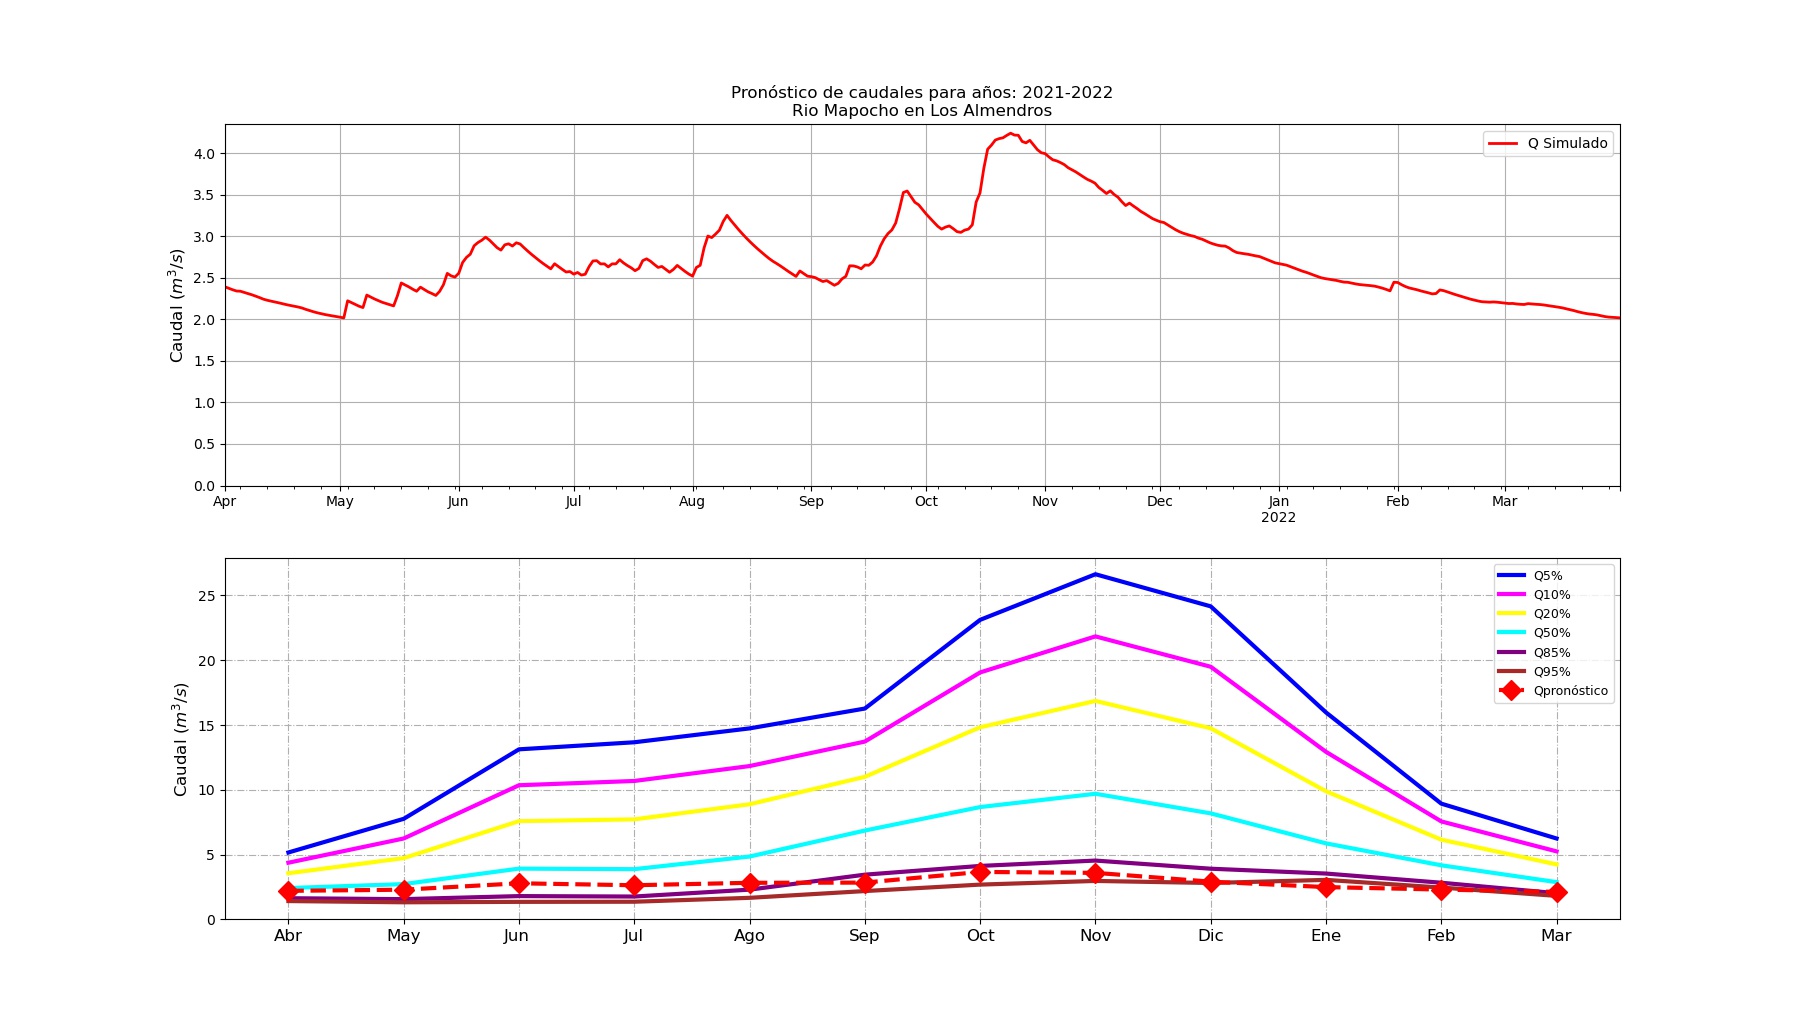 Pronóstico de caudales para años: 2021-2022
Rio Mapocho en Los Almendros
Caudal (m³/s)
4.0
3.5
3.0
2.5
2.0
1.5
1.0
0.5
0.0
Q Simulado
Apr May Jun Jul Aug Sep Oct Nov Dec Jan Feb Mar
2022
Caudal (m³/s)
25
20
15
10
5
0
Q5%
Q10%
Q20%
Q50%
Q85%
Q95%
Qpronóstico
Abr May Jun Jul Ago Sep Oct Nov Dic Ene Feb Mar